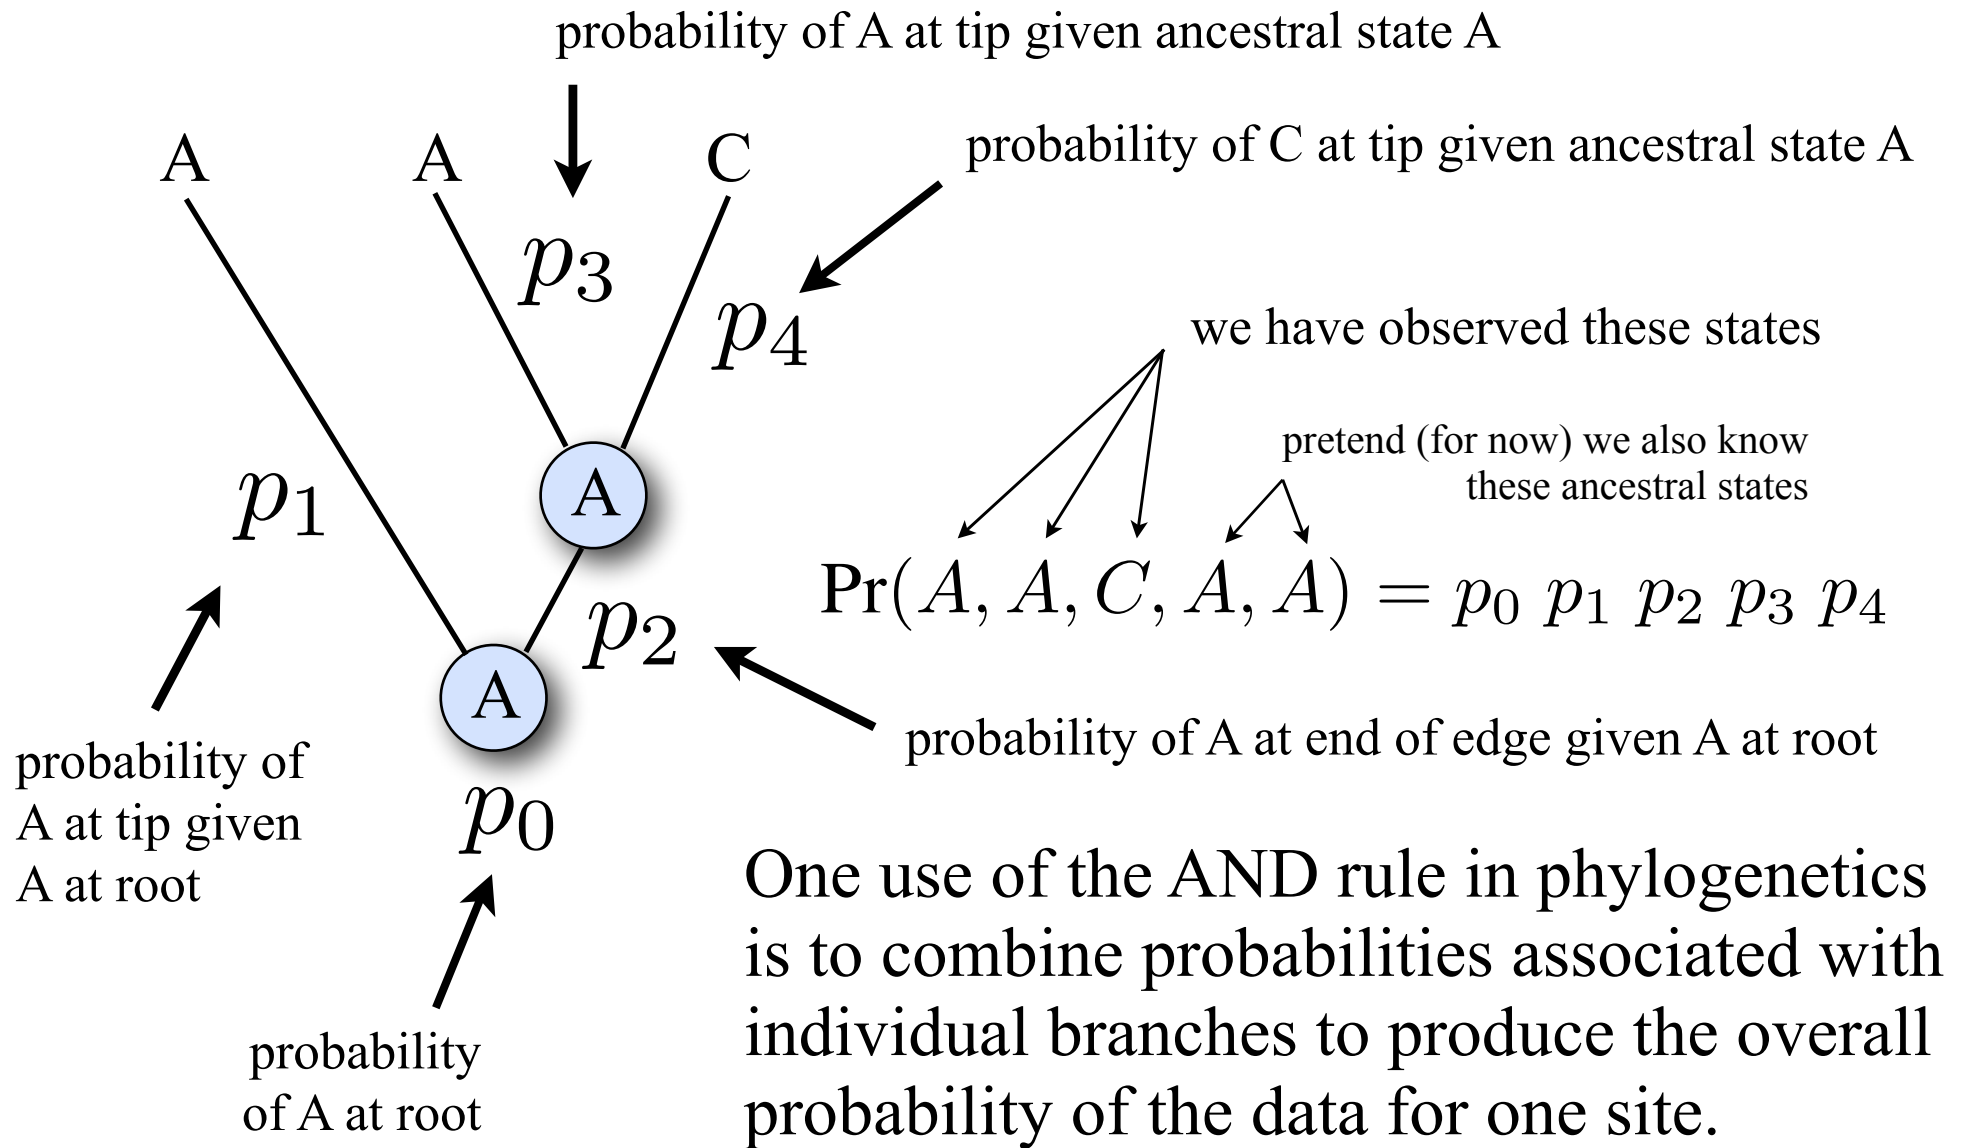 probability of A at tip given ancestral state A
A
A
C
probability of C at tip given ancestral state A
p3
p4
we have observed these states
pretend (for now) we also know
these ancestral states
p1
A
Pr(A, A, C, A, A) = p0 p1 p2 p3 p4
p2
A
probability of A at end of edge given A at root
probability of
A at tip given
A at root
p0
One use of the AND rule in phylogenetics
is to combine probabilities associated with
individual branches to produce the overall
probability of the data for one site.
probability
of A at root